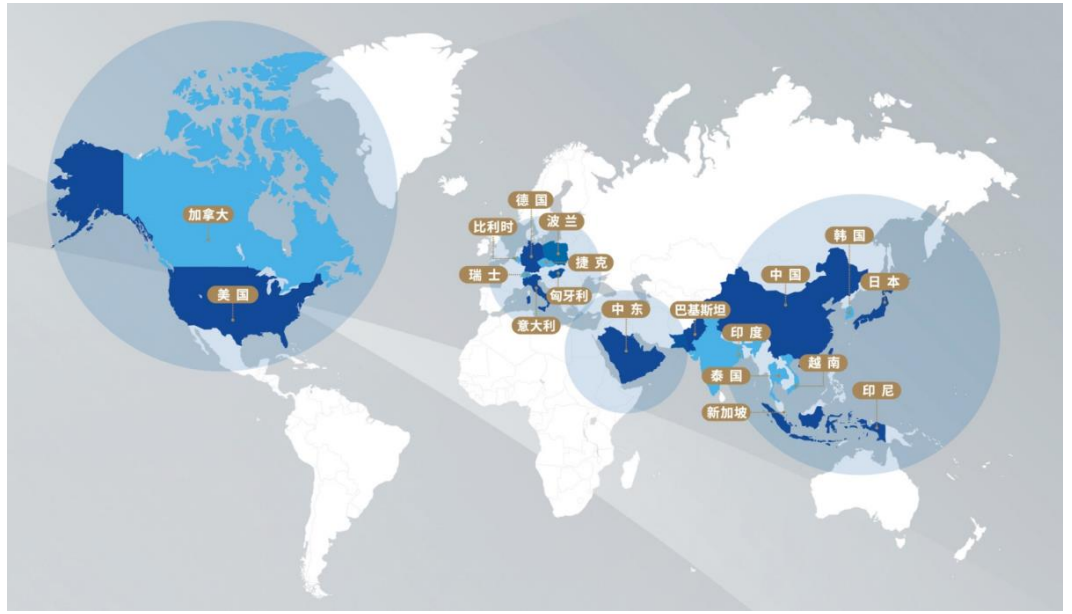 加拿大
美国
德国
比利时
波兰
瑞士
捷克
匈牙利
意大利
中东
巴基斯坦
印度
中国
韩国
日本
泰国
越南
新加坡
印尼